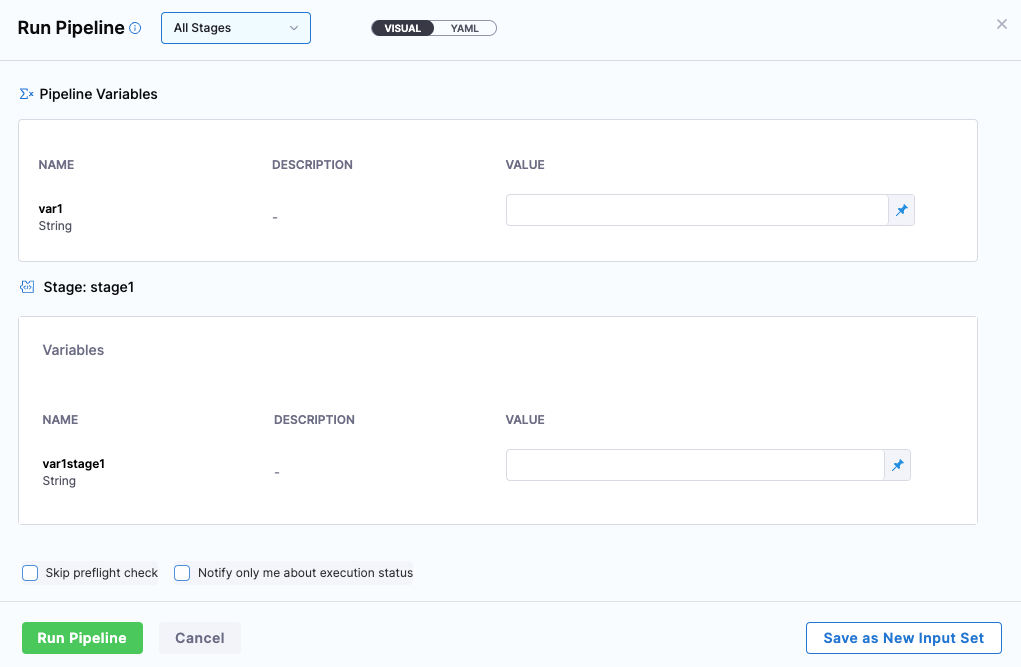 Run Pipeline
All Stages
VISUAL
YAML
Pipeline Variables
NAME DESCRIPTION VALUE
var1
String
-
Stage: stage1
Variables
NAME DESCRIPTION VALUE
var1stage1
String
-
Skip preflight check
Notify only me about execution status
Run Pipeline
Cancel
Save as New Input Set